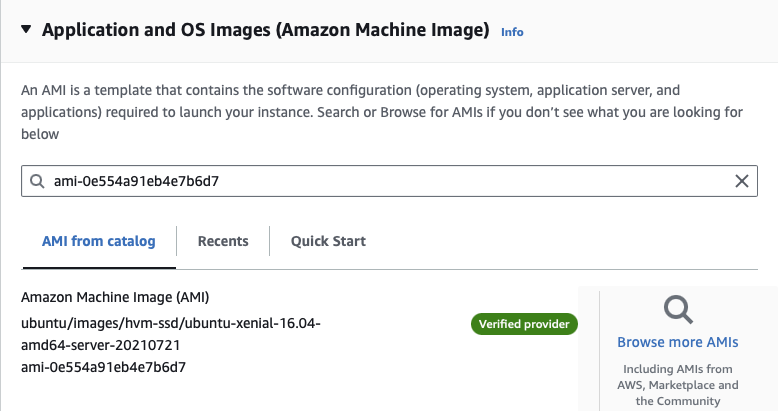 Application and OS Images (Amazon Machine Image) Info
An AMI is a template that contains the software configuration (operating system, application server, and
applications) required to launch your instance. Search or Browse for AMIs if you don’t see what you are looking for
below
ami-0e554a91eb4e7b6d7
AMI from catalog
Recents
Quick Start
Amazon Machine Image (AMI)
ubuntu/images/hvm-ssd/ubuntu-xenial-16.04-
amd64-server-20210721
ami-0e554a91eb4e7b6d7
Verified provider
Browse more AMIs
Including AMIs from
AWS, Marketplace and
the Community